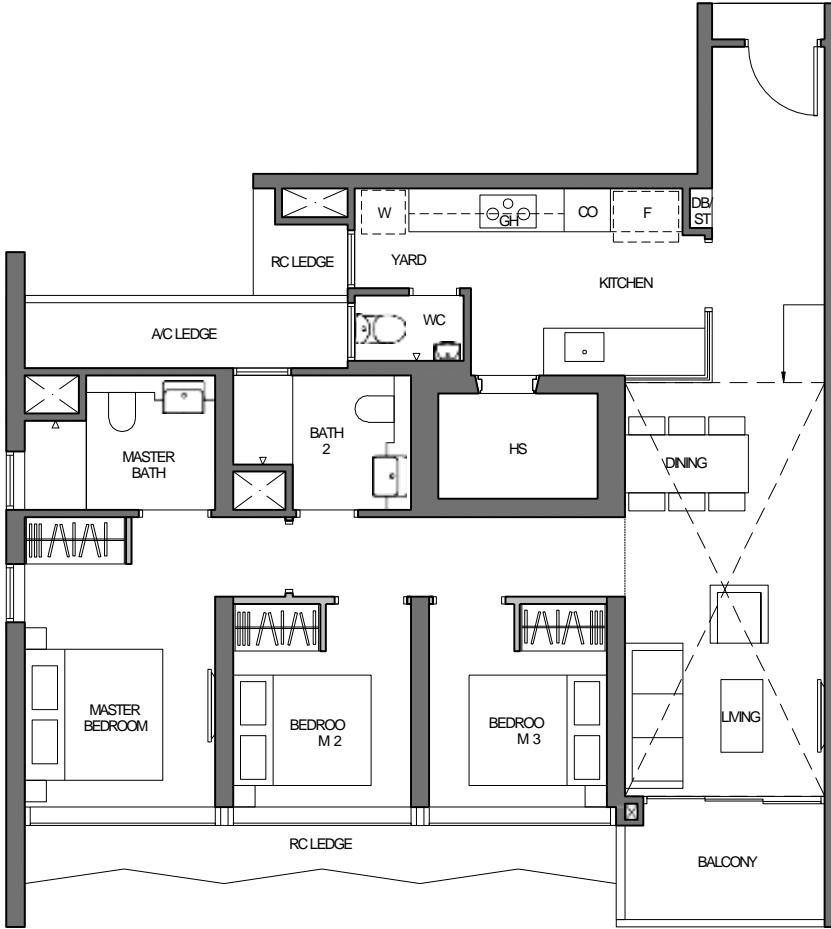 DB/
ST
W
GH
CO
F
RC LEDGE
YARD
KITCHEN
WC
A/C LEDGE
MASTER
BATH
BATH
2
HS
DINING
MASTER
BEDROOM
BEDROO
M 2
BEDROO
M 3
LIVING
RC LEDGE
BALCONY